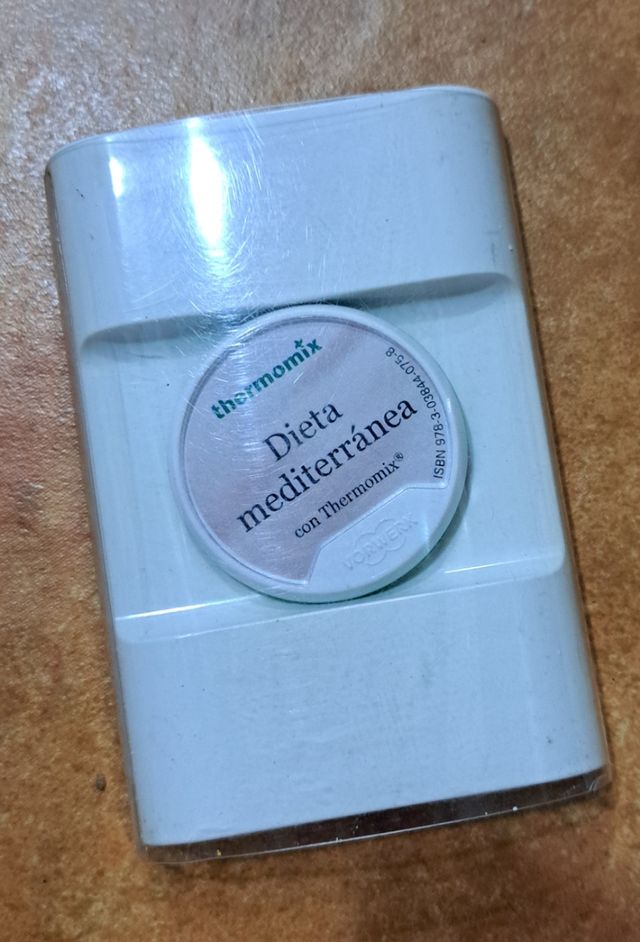 thermomix
Dieta
mediterránea
con Thermomix®
ISBN 978-3-03844-075-8
VORWERK